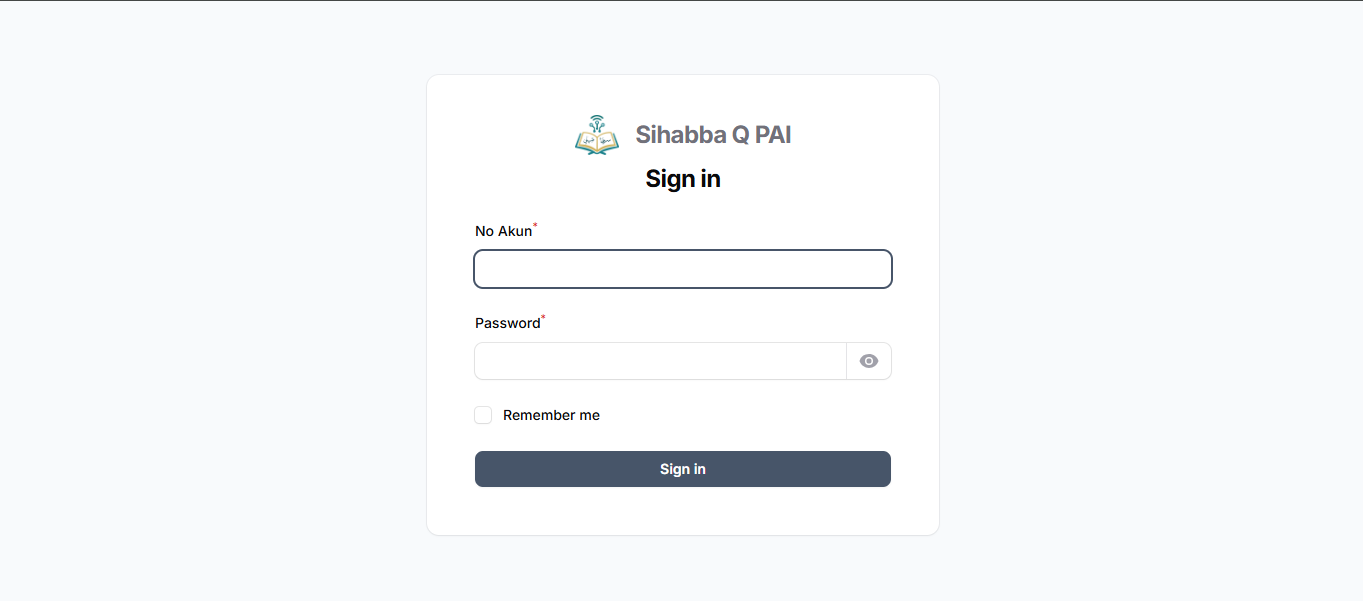 Sihabba Q PAI
Sign in
No Akun*
Password*
Remember me
Sign in